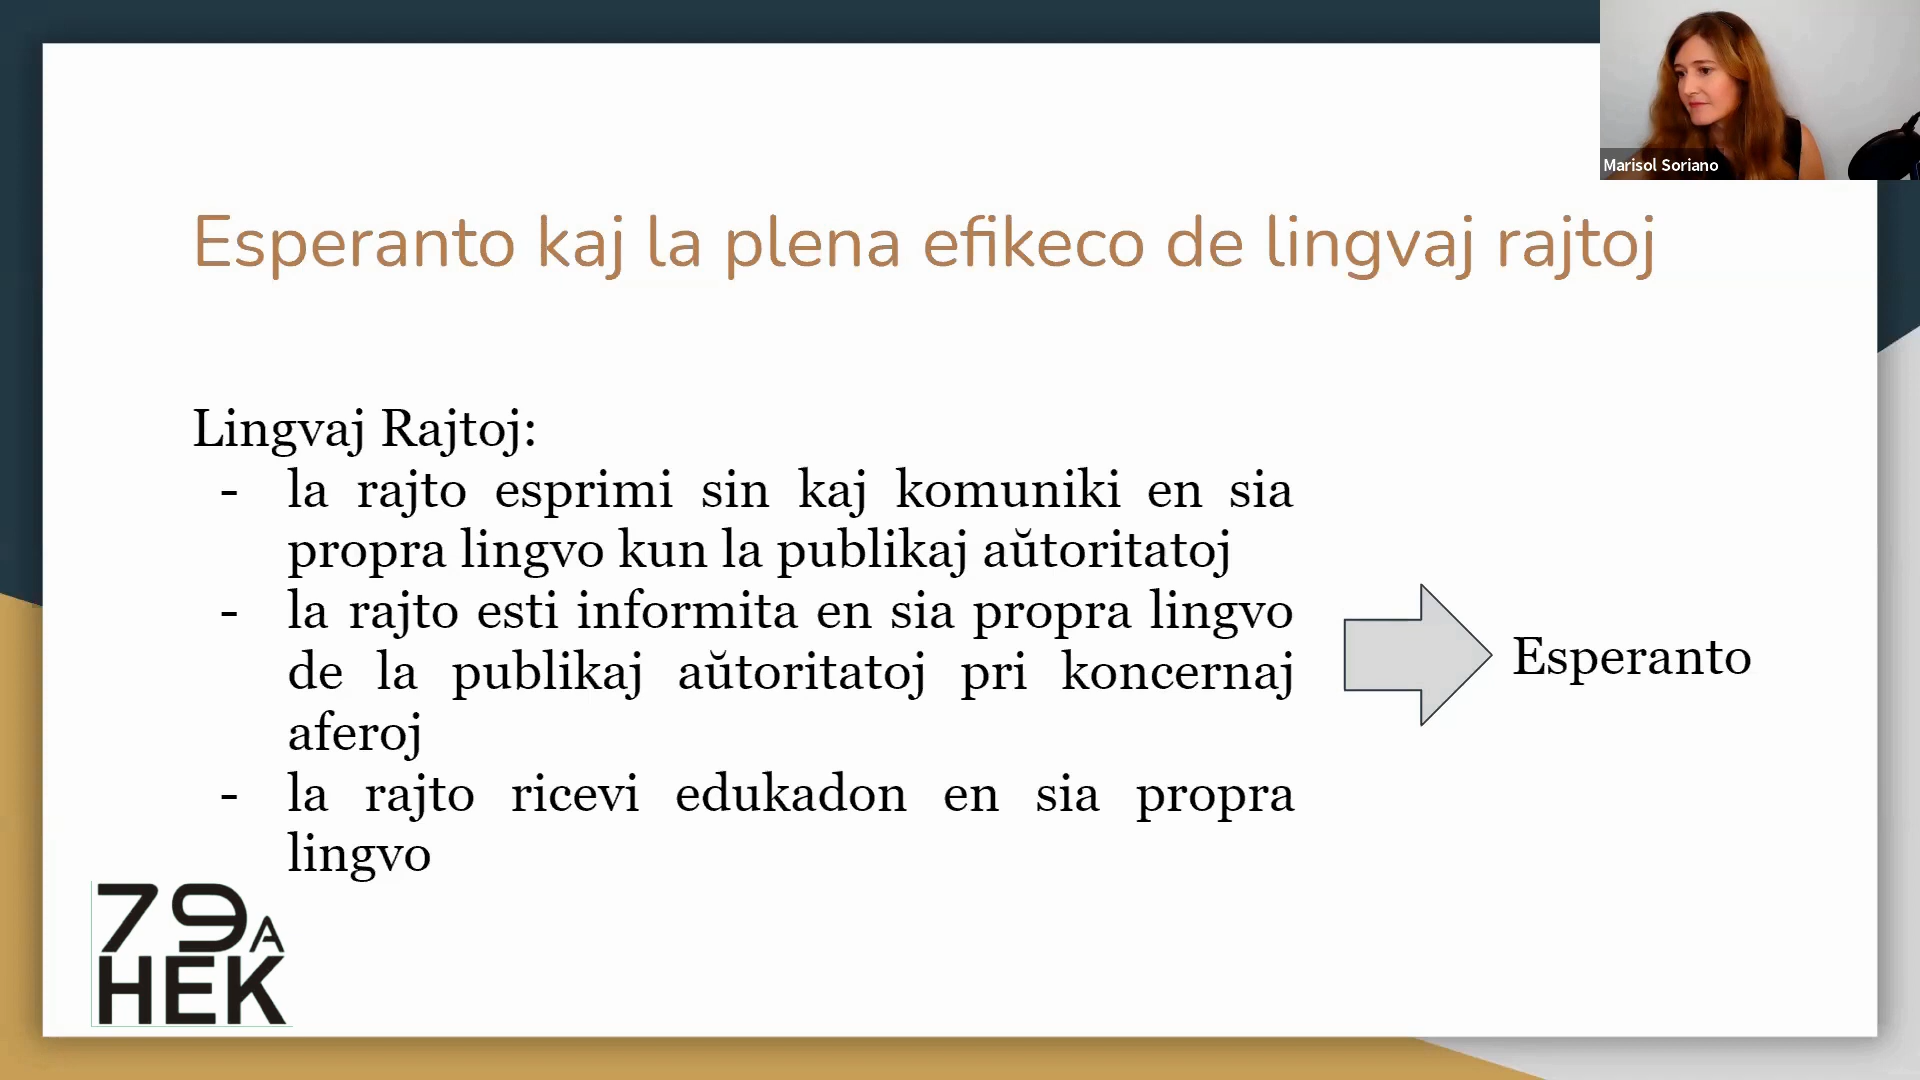 Marisol Soriano
Esperanto kaj la plena efikeco de lingvaj rajtoj
Lingvaj Rajtoj:
- la rajto esprimi sin kaj komuniki en sia
propra lingvo kun la publikaj aŭtoritatoj
- la rajto esti informita en sia propra lingvo
de la publikaj aŭtoritatoj pri koncernaj
aferoj
- la rajto ricevi edukadon en sia propra
lingvo
Esperanto
79A
HEK